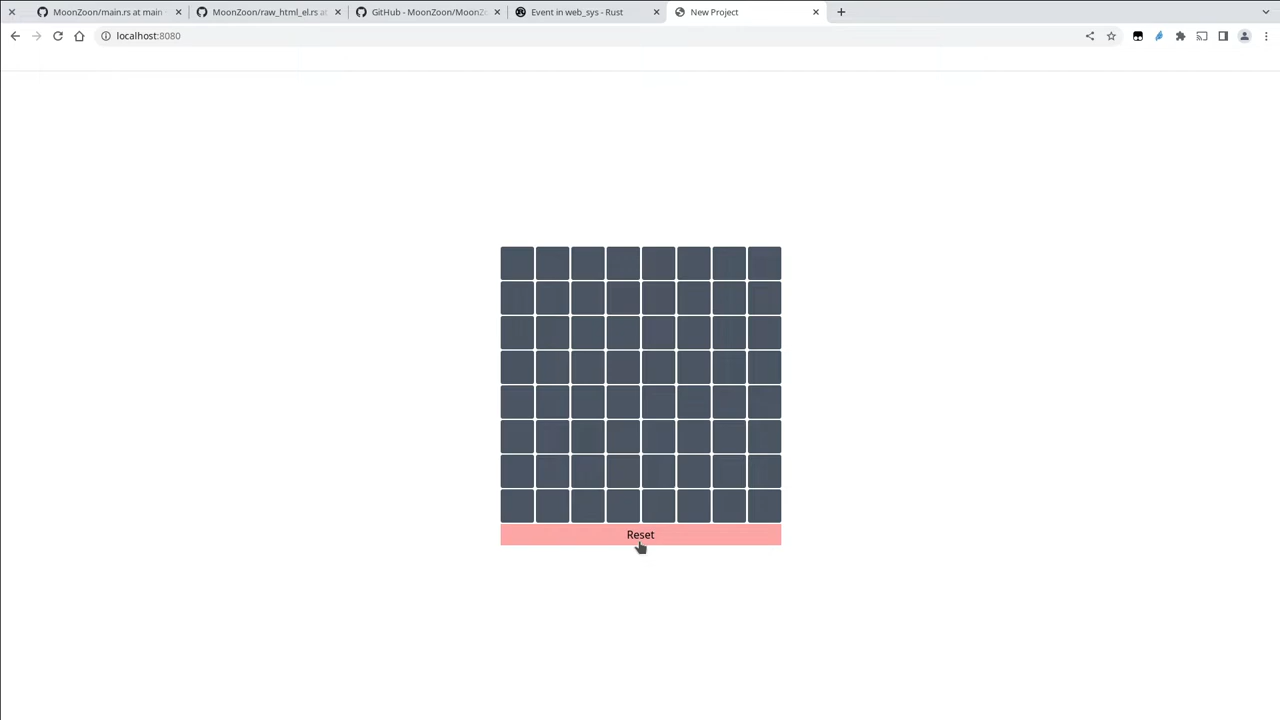 MoonZoon/main.rs at main
MoonZoon/raw_html_el.rs at
GitHub - MoonZoon/MoonZ
Event in web_sys - Rust
New Project
localhost:8080
Reset